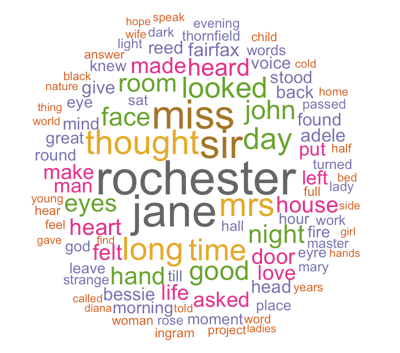 hope speak
wife dark evening
light thornfield child
answer reed fairfax words
knew made heard voice cold
black give room looked stood
nature eye sat back home
thing face miss john passed
world mind found
great thought sir day adele
round put half
make rochester left turned
man full bed lady
young eyes jane mrs house side
hear hour work
feel heart hall night fire girl
god felt long time master
gave find door eyre hands
leave hand till good love mary
strange head years
called bessie life asked place
diana morning told
woman rose moment word
ingram project ladies